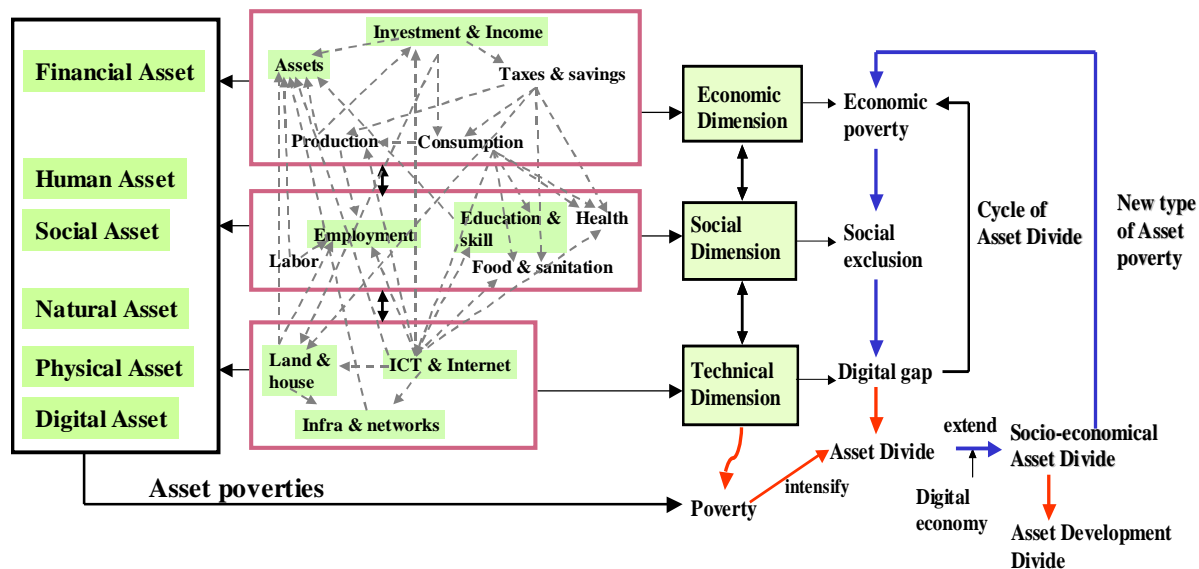 Financial Asset
Human Asset
Social Asset
Natural Asset
Physical Asset
Digital Asset
Asset poverties
Investment & Income
Assets
Taxes & savings
Production
Consumption
Education &
skill
Health
Employment
Labor
Food & sanitation
Land &
house
ICT & Internet
Infra & networks
Economic
Dimension
Social
Dimension
Technical
Dimension
Poverty
intensify
Economic
poverty
Social
exclusion
Digital gap
Asset Divide
Cycle of
Asset Divide
New type
of Asset
poverty
extend
Digital
economy
Socio-economical
Asset Divide
Asset Development
Divide